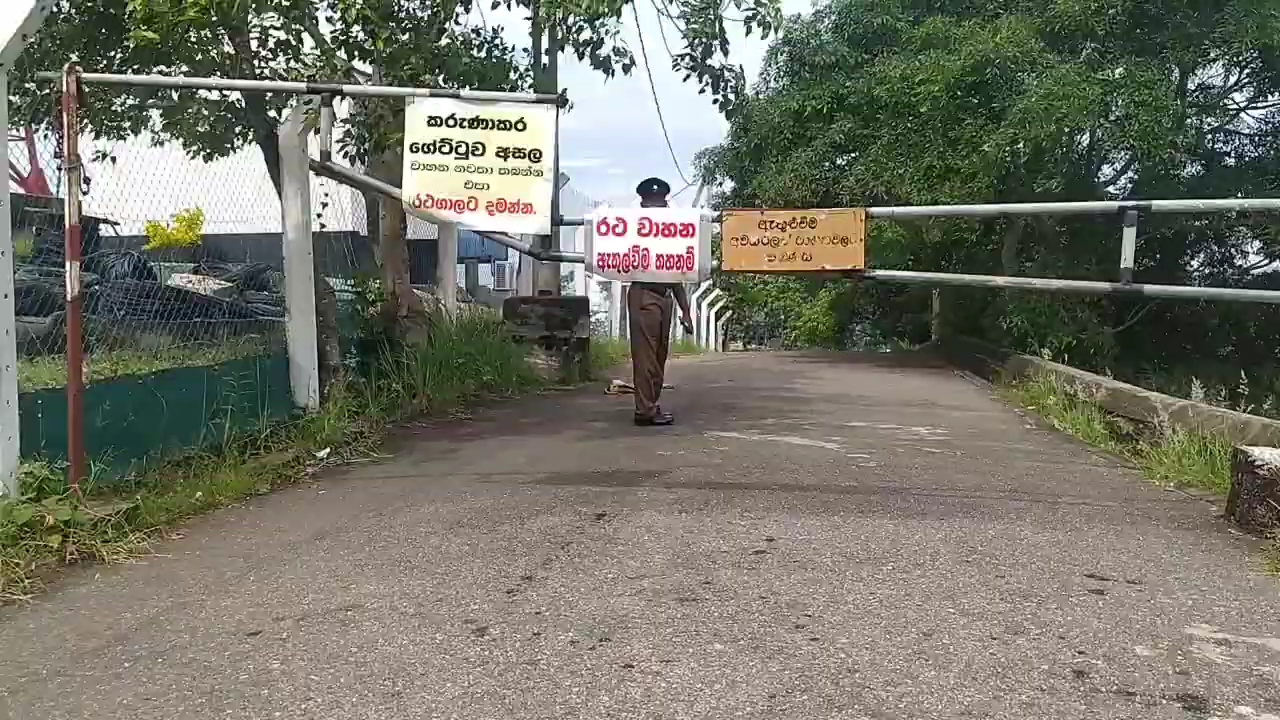 කරුණාකර
ගේට්ටුව අසල
වාහන නවතා තබන්න
එපා
රථගාලට දමන්න.
රථ වාහන
ඇතුල්වීම තහනම්
ඇතුළුවීම